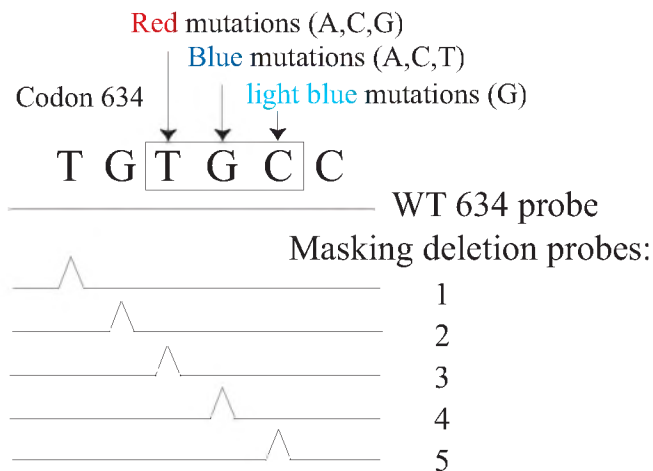 Red mutations (A,C,G)
Blue mutations (A,C,T)
Codon 634
light blue mutations (G)
T G T G C C
WT 634 probe
Masking deletion probes:
1
2
3
4
5